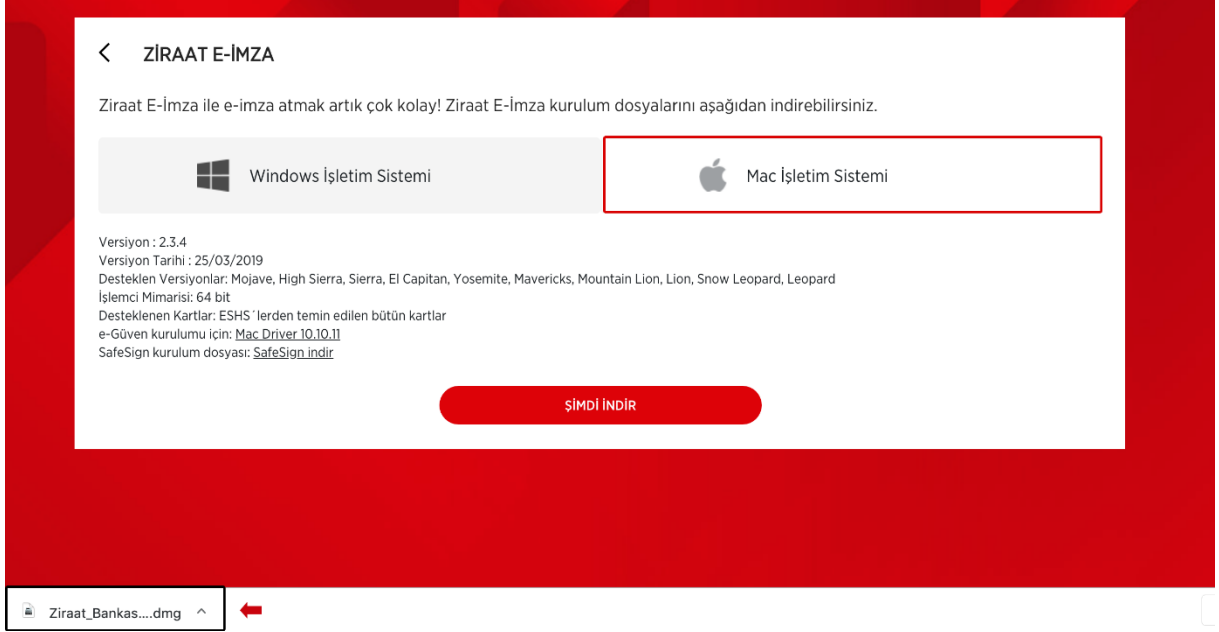 ZİRAAT E-İMZA
Ziraat E-İmza ile e-imza atmak artık çok kolay! Ziraat E-İmza kurulum dosyalarını aşağıdan indirebilirsiniz.
Windows İşletim Sistemi
Mac İşletim Sistemi
Versiyon : 2.3.4
Versiyon Tarihi : 25/03/2019
Desteklen Versiyonlar: Mojave, High Sierra, Sierra, El Capitan, Yosemite, Mavericks, Mountain Lion, Lion, Snow Leopard, Leopard
İşlemci Mimarisi: 64 bit
Desteklenen Kartlar: ESHS´lerden temin edilen bütün kartlar
e-Güven kurulumu için: Mac Driver 10.10.11
SafeSign kurulum dosyası: SafeSign indir
ŞİMDİ İNDİR
Ziraat_Bankas....dmg